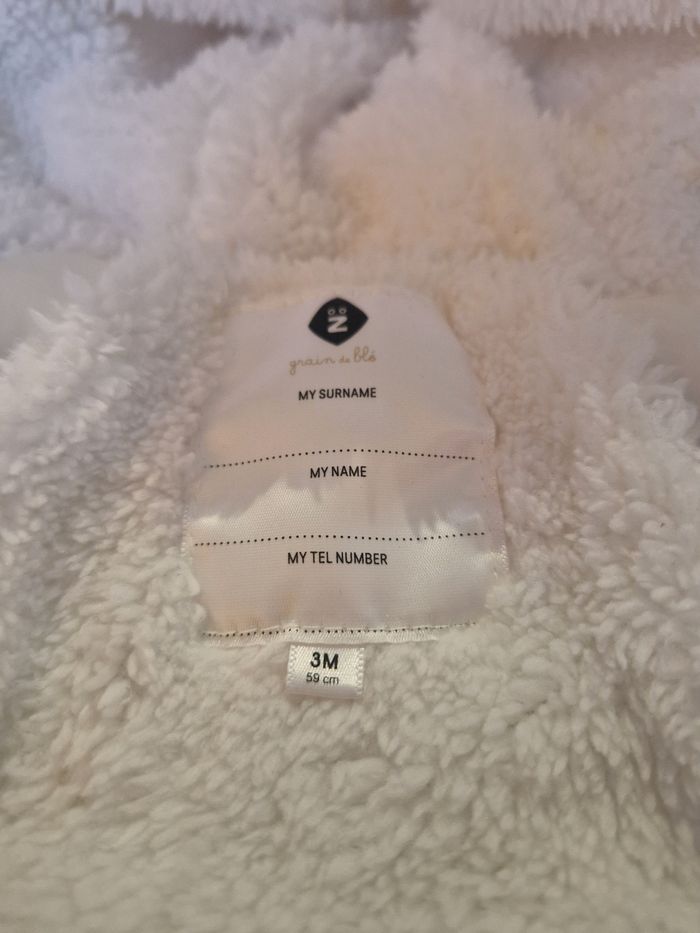 Z
grain de blé
MY SURNAME
MY NAME
MY TEL NUMBER
3M
59 cm